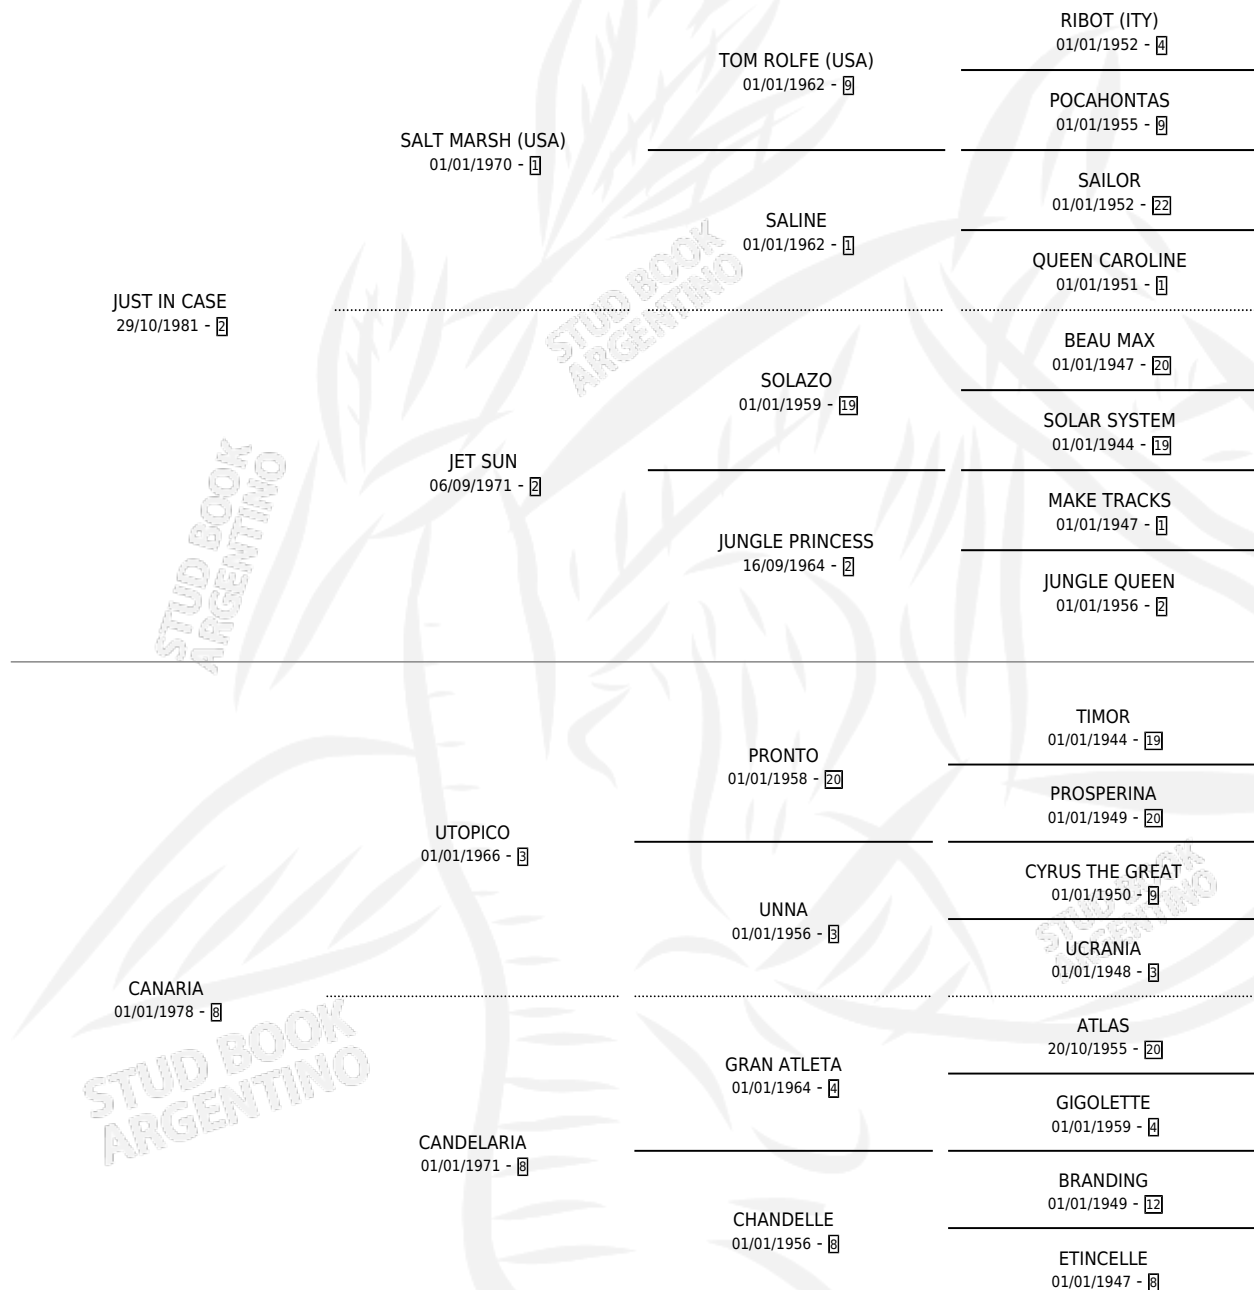 RIBOT (ITY)
01/01/1952 - 4
TOM ROLFE (USA)
01/01/1962 - 9
POCAHONTAS
01/01/1955 - 9
SALT MARSH (USA)
01/01/1970 - 1
SAILOR
01/01/1952 - 22
SALINE
01/01/1962 - 1
QUEEN CAROLINE
01/01/1951 - 1
JUST IN CASE
29/10/1981 - 2
STUD BOOK
ARGENTINO
BEAU MAX
01/01/1947 - 20
SOLAZO
01/01/1959 - 19
SOLAR SYSTEM
01/01/1944 - 19
JET SUN
06/09/1971 - 2
MAKE TRACKS
01/01/1947 - 1
JUNGLE PRINCESS
16/09/1964 - 2
JUNGLE QUEEN
01/01/1956 - 2
STUD BOOK
ARGENTINO
TIMOR
01/01/1944 - 19
PRONTO
01/01/1958 - 20
PROSPERINA
01/01/1949 - 20
UTOPICO
01/01/1966 - 3
CYRUS THE GREAT
01/01/1950 - 9
UNNA
01/01/1956 - 3
STUD BOOK
ARGENTINO
UCRANIA
01/01/1948 - 3
CANARIA
01/01/1978 - 8
STUD BOOK
ARGENTINO
ATLAS
20/10/1955 - 20
GRAN ATLETA
01/01/1964 - 4
GIGOLETTE
01/01/1959 - 4
CANDELARIA
01/01/1971 - 8
BRANDING
01/01/1949 - 12
CHANDELLE
01/01/1956 - 8
ETINCELLE
01/01/1947 - 8